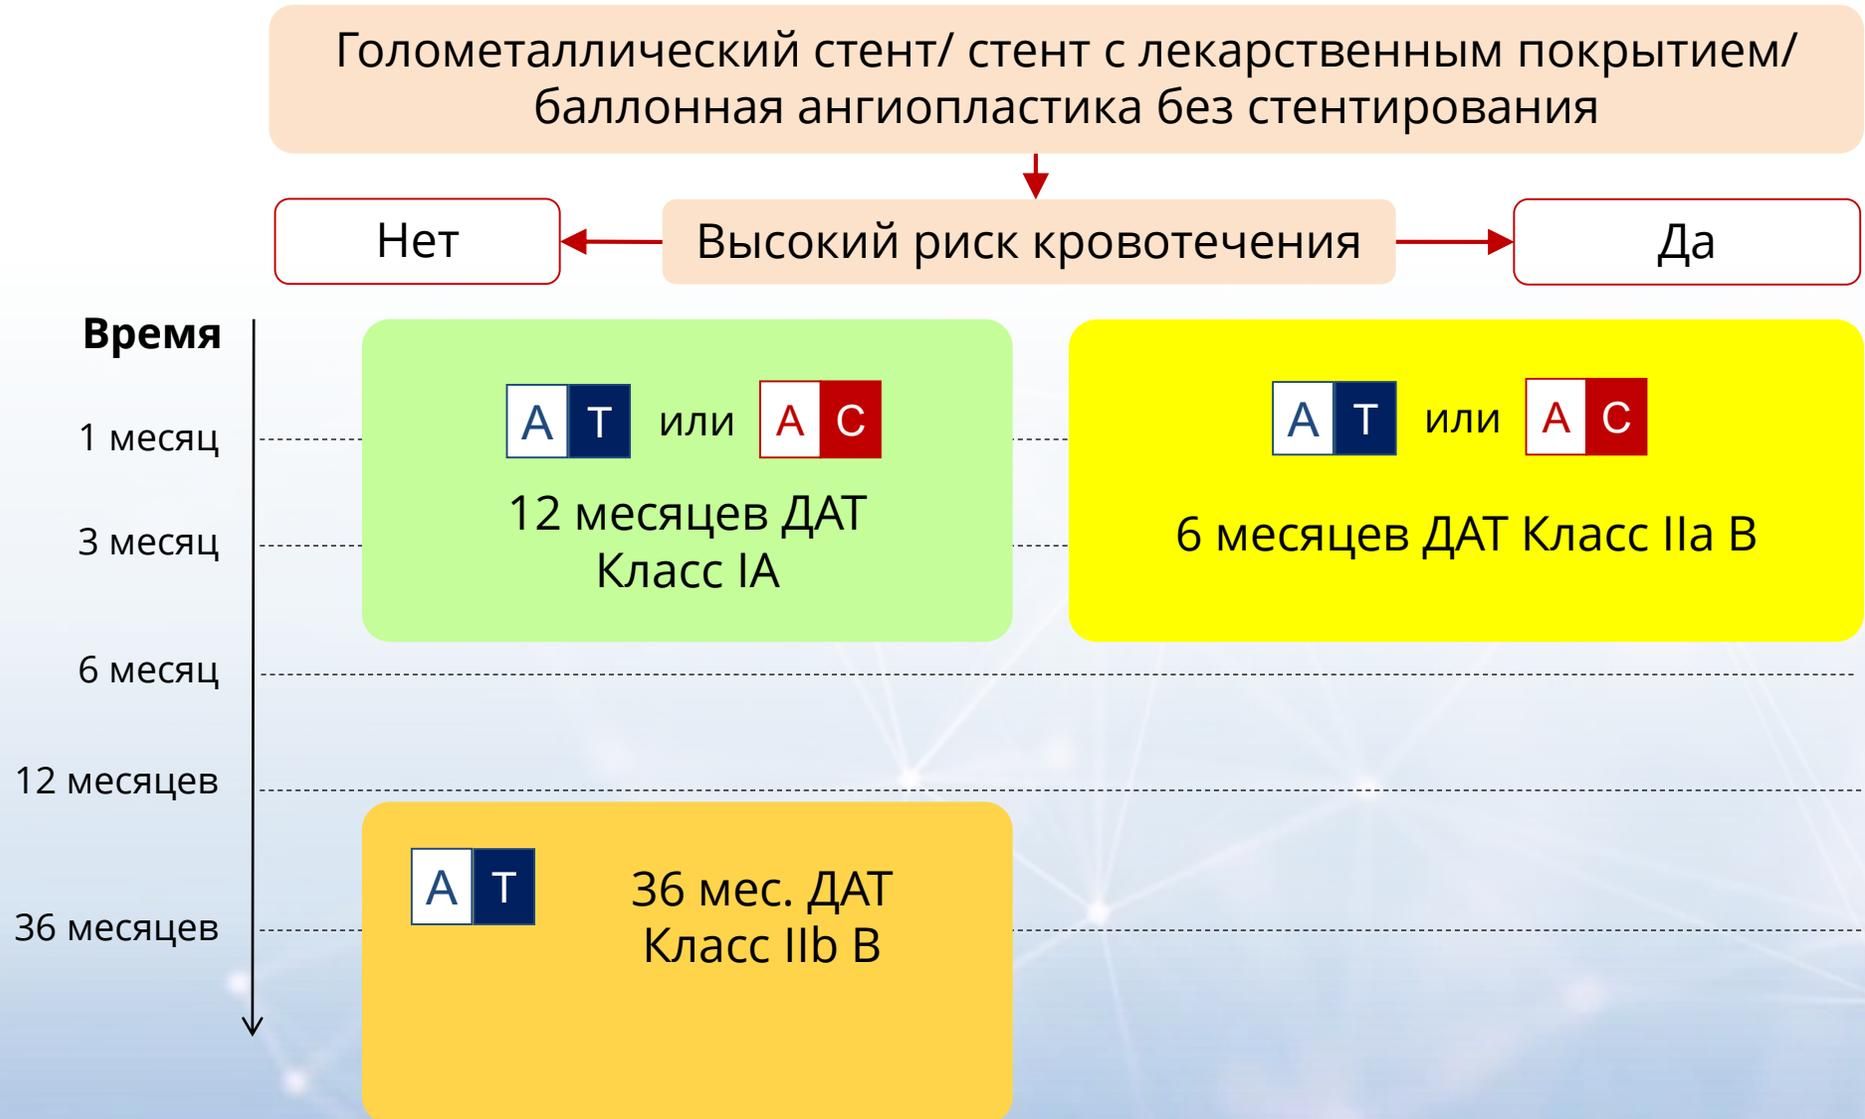 Голометаллический стент/ стент с лекарственным покрытием/
баллонная ангиопластика без стентирования
Нет
Высокий риск кровотечения
Да
Время
1 месяц
3 месяц
6 месяц
12 месяцев
36 месяцев
А Т или А С
12 месяцев ДАТ
Класс IA
А Т или А С
6 месяцев ДАТ Класс IIa B
А Т
36 мес. ДАТ
Класс IIb B